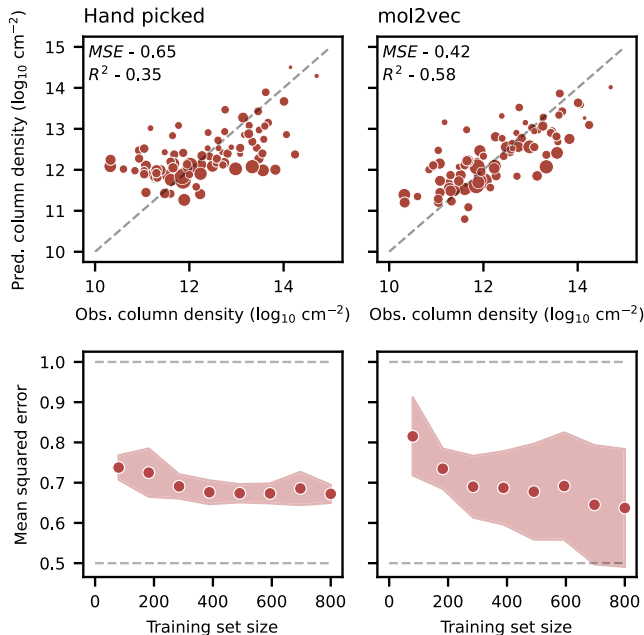 Hand picked
mol2vec
MSE - 0.65
R² - 0.35
MSE - 0.42
R² - 0.58
Pred. column density (log₁₀ cm⁻²)
15
14
13
12
11
10
10
12
14
10
12
14
Obs. column density (log₁₀ cm⁻²)
Obs. column density (log₁₀ cm⁻²)
Mean squared error
1.0
0.9
0.8
0.7
0.6
0.5
0
200
400
600
800
0
200
400
600
800
Training set size
Training set size